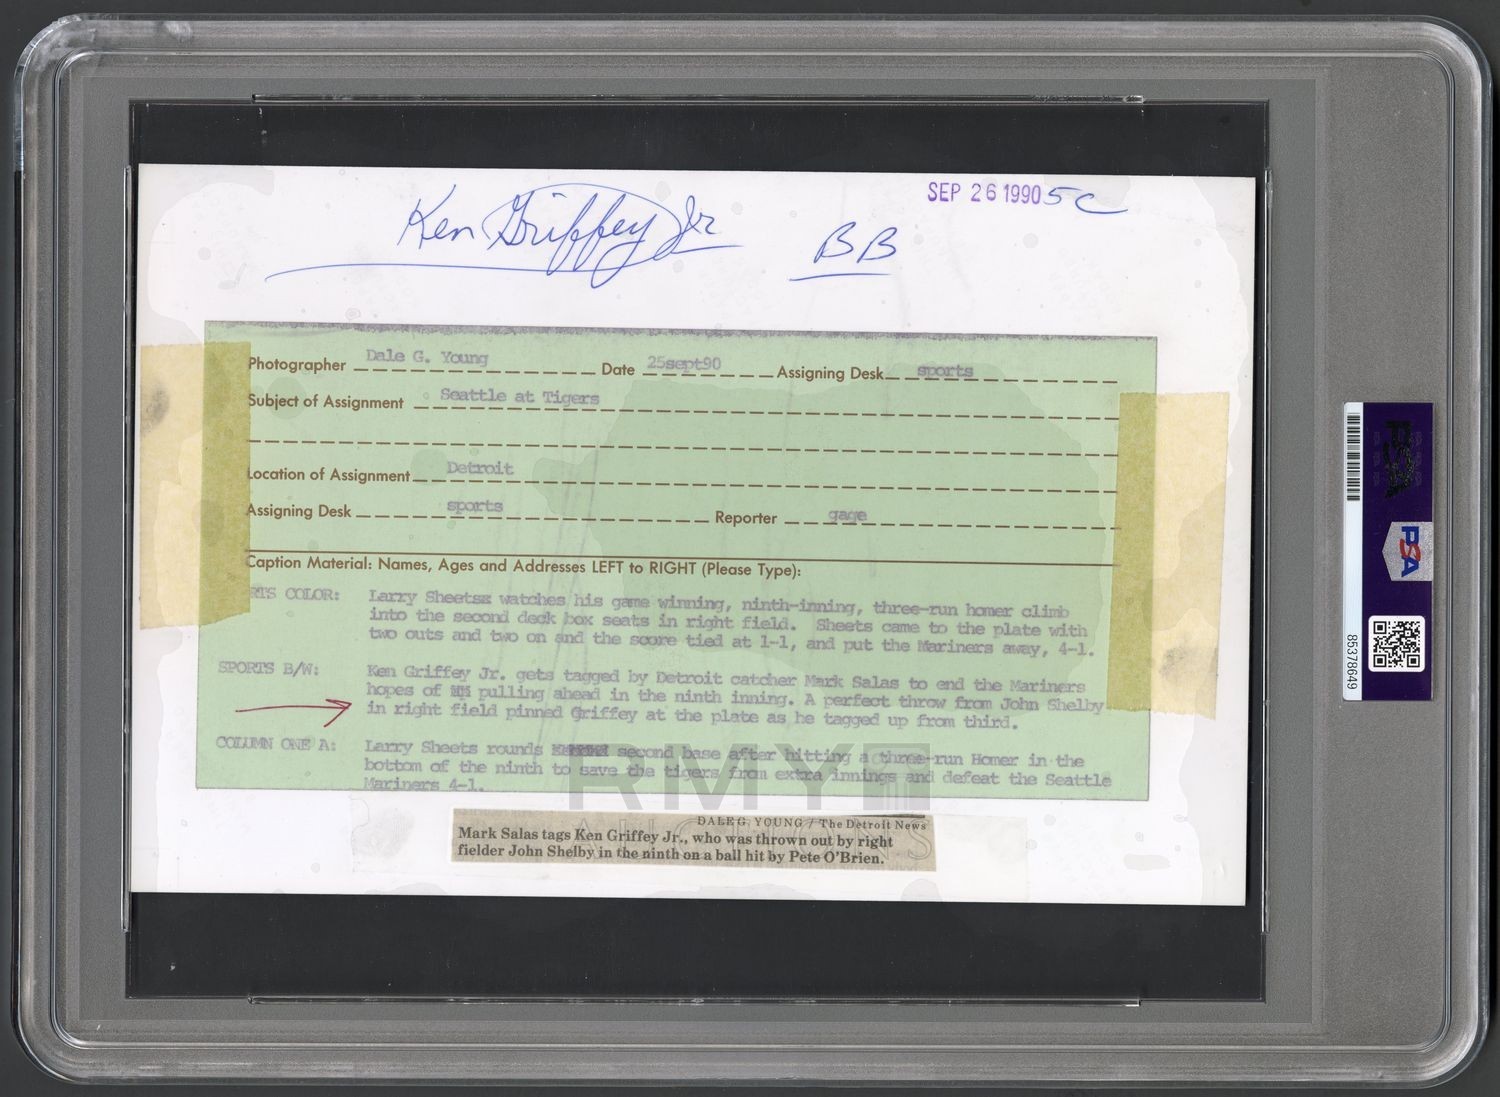 SEP 26 1990 5C
Ken Griffey Jr
BB
Photographer Dale G. Young Date 25sept90 Assigning Desk sports
Subject of Assignment Seattle at Tigers
Location of Assignment Detroit
Assigning Desk sports Reporter gage
Caption Material: Names, Ages and Addresses LEFT to RIGHT (Please Type):
RTS COLOR: Larry Sheets watches his game winning, ninth-inning, three-run homer climb
into the second deck box seats in right field. Sheets came to the plate with
two outs and two on and the score tied at 1-1, and put the Mariners away, 4-1.
SPORTS B/W: Ken Griffey Jr. gets tagged by Detroit catcher Mark Salas to end the Mariners
hopes of pulling ahead in the ninth inning. A perfect throw from John Shelby
in right field pinned Griffey at the plate as he tagged up from third.
COLUMN ONE A: Larry Sheets rounds second base after hitting a three-run Homer in the
bottom of the ninth to save the tigers from extra innings and defeat the Seattle
Mariners 4-1.
RMY
AUCTIONS
DALE G. YOUNG / The Detroit News
Mark Salas tags Ken Griffey Jr., who was thrown out by right
fielder John Shelby in the ninth on a ball hit by Pete O'Brien.
PSA
PSA
85378649